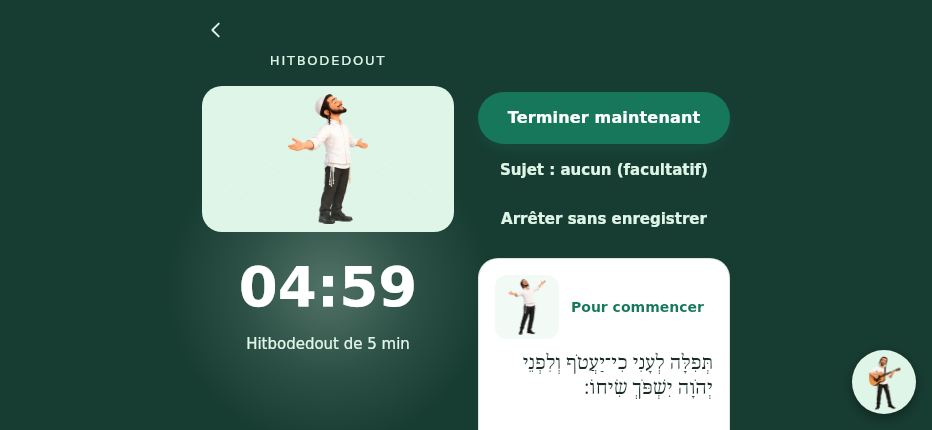 HITBODEDOUT
04:59
Hitbodedout de 5 min
Terminer maintenant
Sujet : aucun (facultatif)
Arrêter sans enregistrer
Pour commencer
תְּפִלָּה לְעָנִי כִי־יַעֲטֹף וְלִפְנֵי
יְהוָה יִשְׁפֹּךְ שִׂיחוֹ: